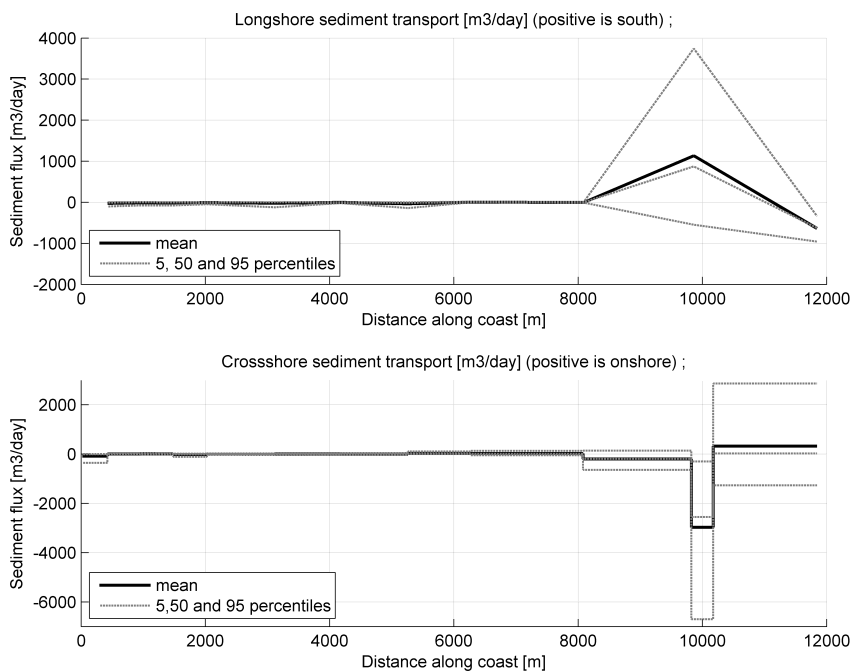 Longshore sediment transport [m3/day] (positive is south) ;
4000
3000
2000
1000
0
-1000
-2000
Sediment flux [m3/day]
mean
5, 50 and 95 percentiles
0 2000 4000 6000 8000 10000 12000
Distance along coast [m]
Crossshore sediment transport [m3/day] (positive is onshore) ;
2000
0
-2000
-4000
-6000
Sediment flux [m3/day]
mean
5,50 and 95 percentiles
0 2000 4000 6000 8000 10000 12000
Distance along coast [m]